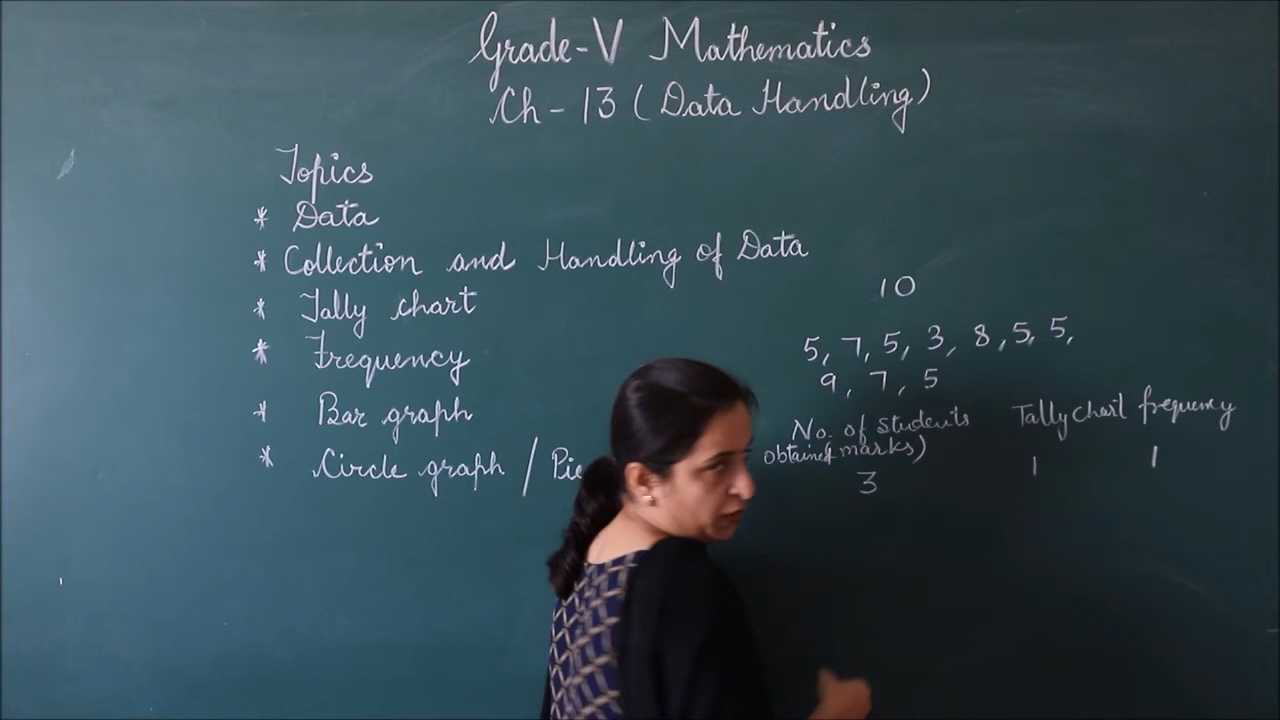 Grade-V Mathematics
Ch-13 (Data Handling)
Topics
* Data
* Collection and Handling of Data
* Tally chart
* Frequency
* Bar graph
* Circle graph / Pie
10
5, 7, 5, 3, 8, 5, 5,
9, 7, 5
No. of students Tally chart frequency
obtained (marks)
3 1 1